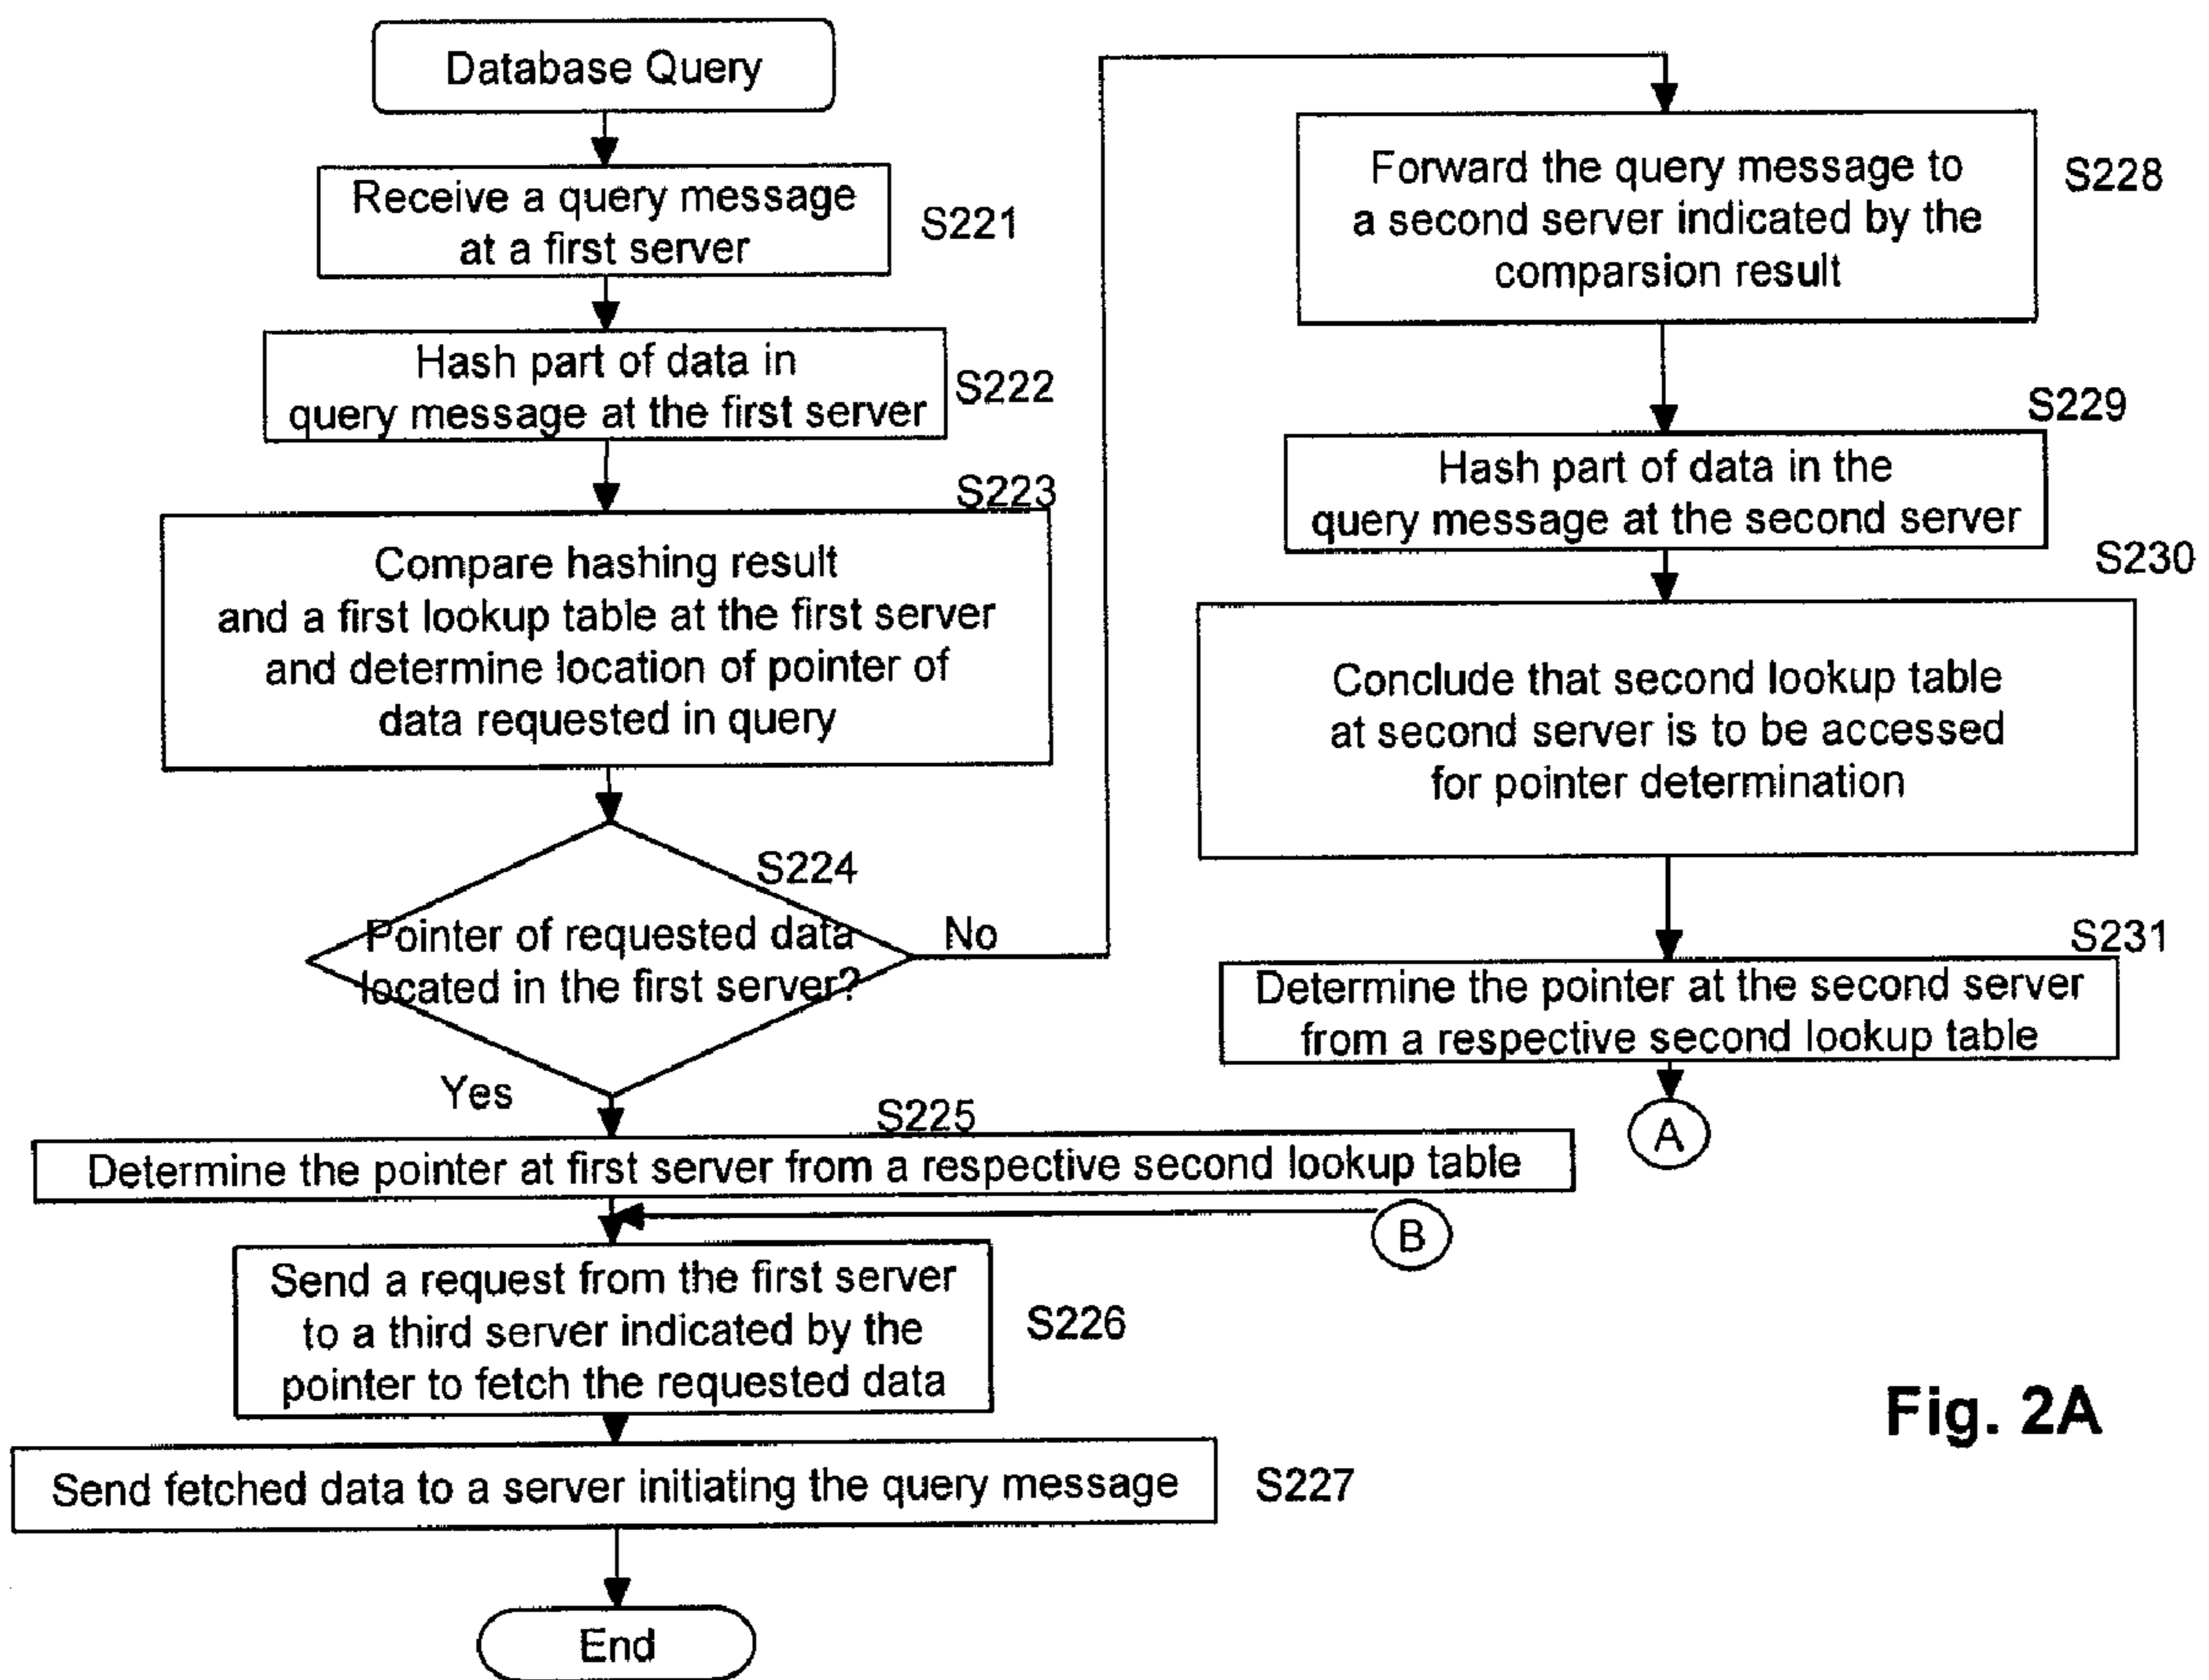 Database Query
Receive a query message
at a first server
S221
Hash part of data in
query message at the first server
S222
S223
Compare hashing result
and a first lookup table at the first server
and determine location of pointer of
data requested in query
S224
Pointer of requested data
located in the first server?
No
Yes
S225
Determine the pointer at first server from a respective second lookup table
B
Send a request from the first server
to a third server indicated by the
pointer to fetch the requested data
S226
Send fetched data to a server initiating the query message
S227
End
Forward the query message to
a second server indicated by the
comparsion result
S228
S229
Hash part of data in the
query message at the second server
S230
Conclude that second lookup table
at second server is to be accessed
for pointer determination
S231
Determine the pointer at the second server
from a respective second lookup table
A
Fig. 2A